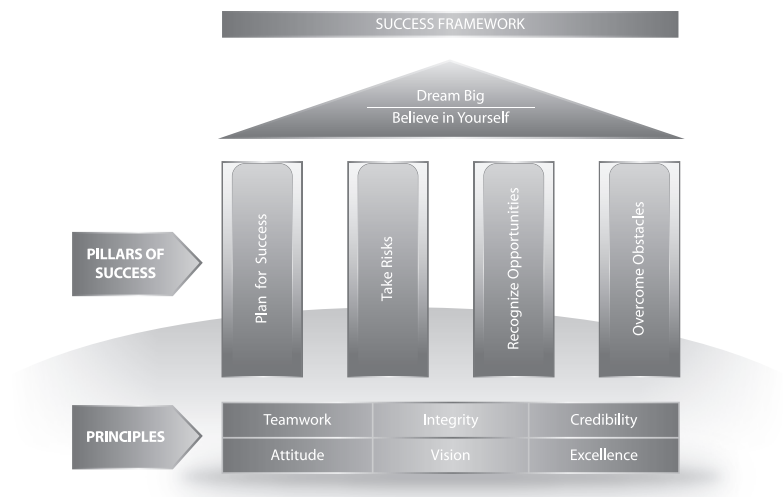 SUCCESS FRAMEWORK
Dream Big
Believe in Yourself
PILLARS OF
SUCCESS
Plan for Success
Take Risks
Recognize Opportunities
Overcome Obstacles
PRINCIPLES
Teamwork
Integrity
Credibility
Attitude
Vision
Excellence